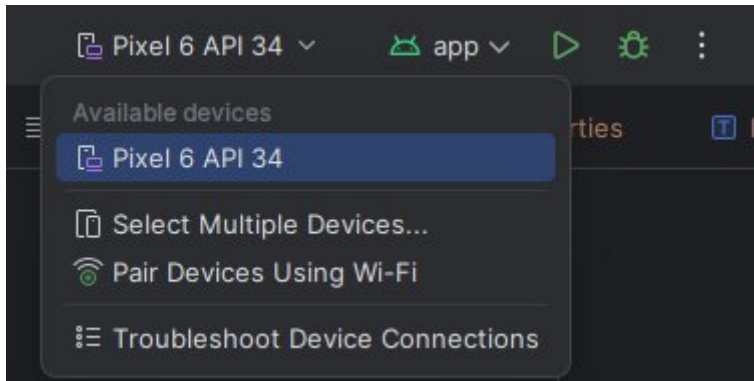 Pixel 6 API 34 app
Available devices
rties
Pixel 6 API 34
Select Multiple Devices...
Pair Devices Using Wi-Fi
Troubleshoot Device Connections